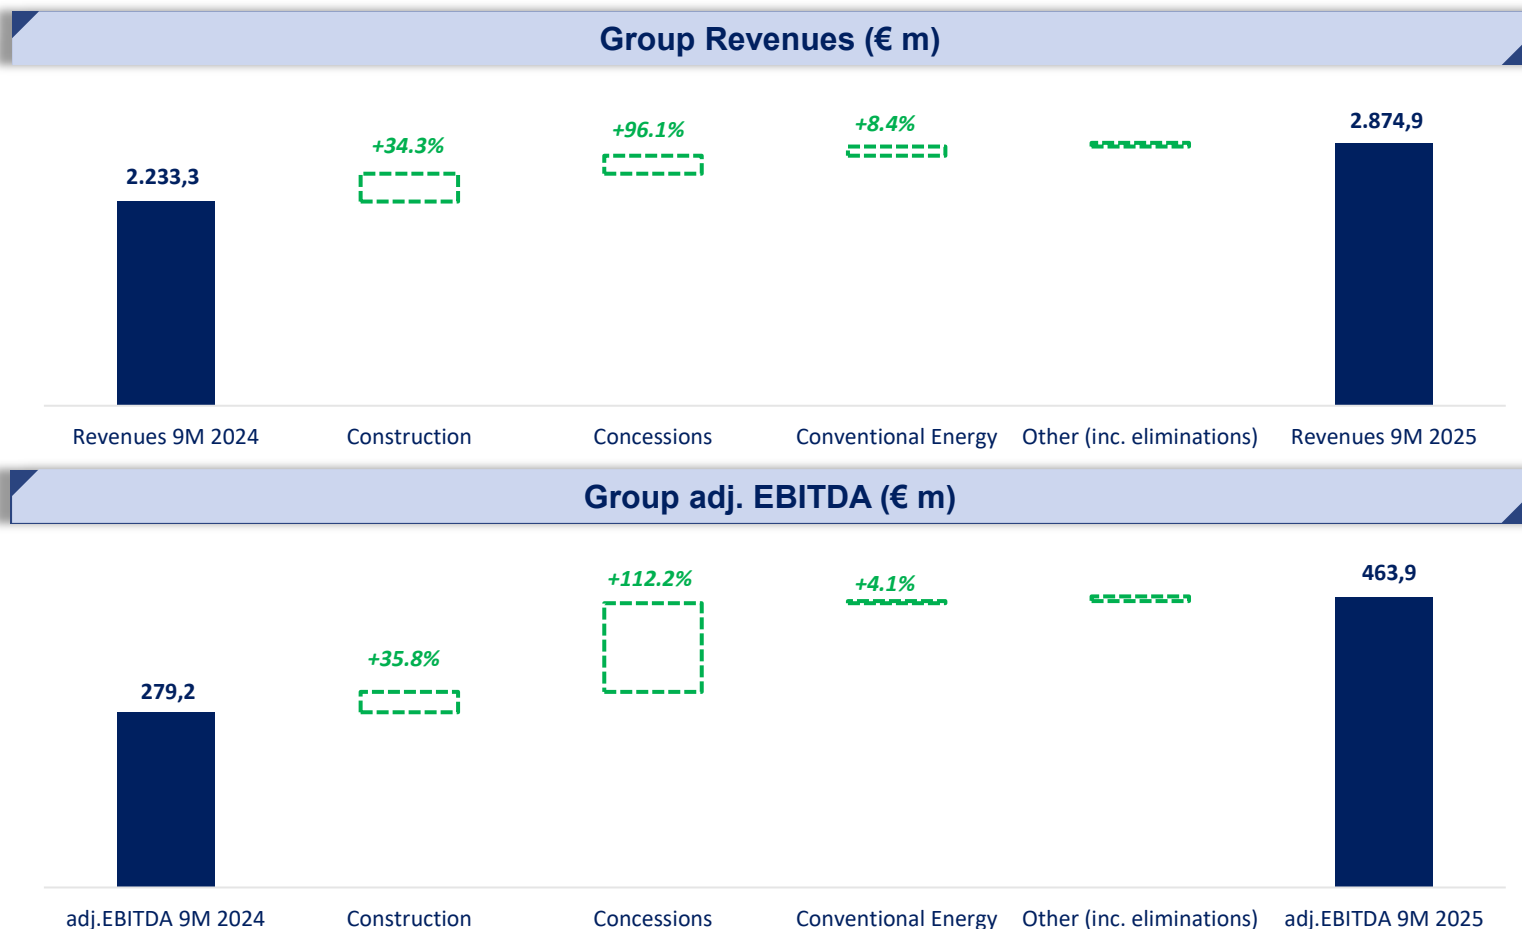 Group Revenues (€ m)
2.233,3
+34.3%
+96.1%
+8.4%
2.874,9
Revenues 9M 2024
Construction
Concessions
Conventional Energy
Other (inc. eliminations)
Revenues 9M 2025
Group adj. EBITDA (€ m)
279,2
+35.8%
+112.2%
+4.1%
463,9
adj.EBITDA 9M 2024
Construction
Concessions
Conventional Energy
Other (inc. eliminations)
adj.EBITDA 9M 2025